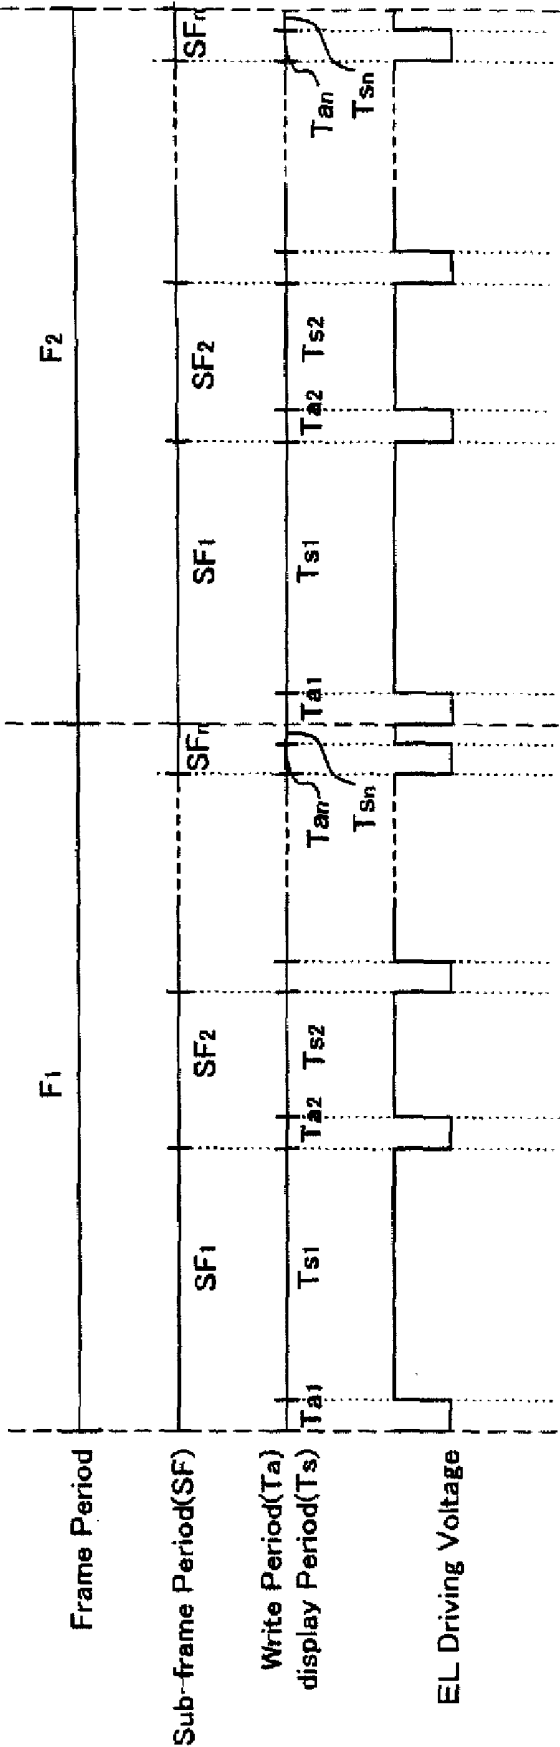 Frame Period
F1
F2
Sub-frame Period(SF)
SF1
SF2
SFn
SF1
SF2
SFn
Write Period(Ta)
display Period(Ts)
Ta1
Ts1
Ta2
Ts2
Tan
Tsn
Ta1
Ts1
Ta2
Ts2
Tan
Tsn
EL Driving Voltage